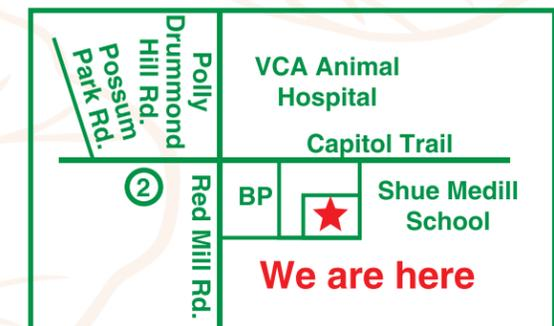 Possum
Park Rd.
Polly
Drummond
Hill Rd.
VCA Animal
Hospital
Capitol Trail
2
Red Mill Rd.
BP
Shue Medill
School
We are here